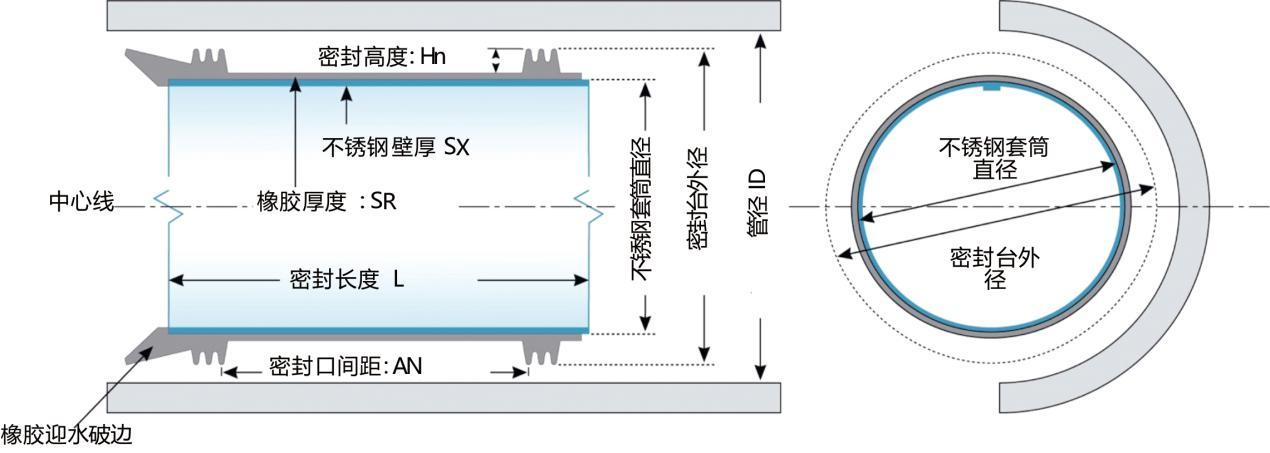 密封高度: Hn
不锈钢壁厚 SX
中心线
橡胶厚度 : SR
密封长度 L
密封口间距: AN
橡胶迎水破边
不锈钢套筒直径
密封台外径
管径 ID
不锈钢套筒
直径
密封台外
径